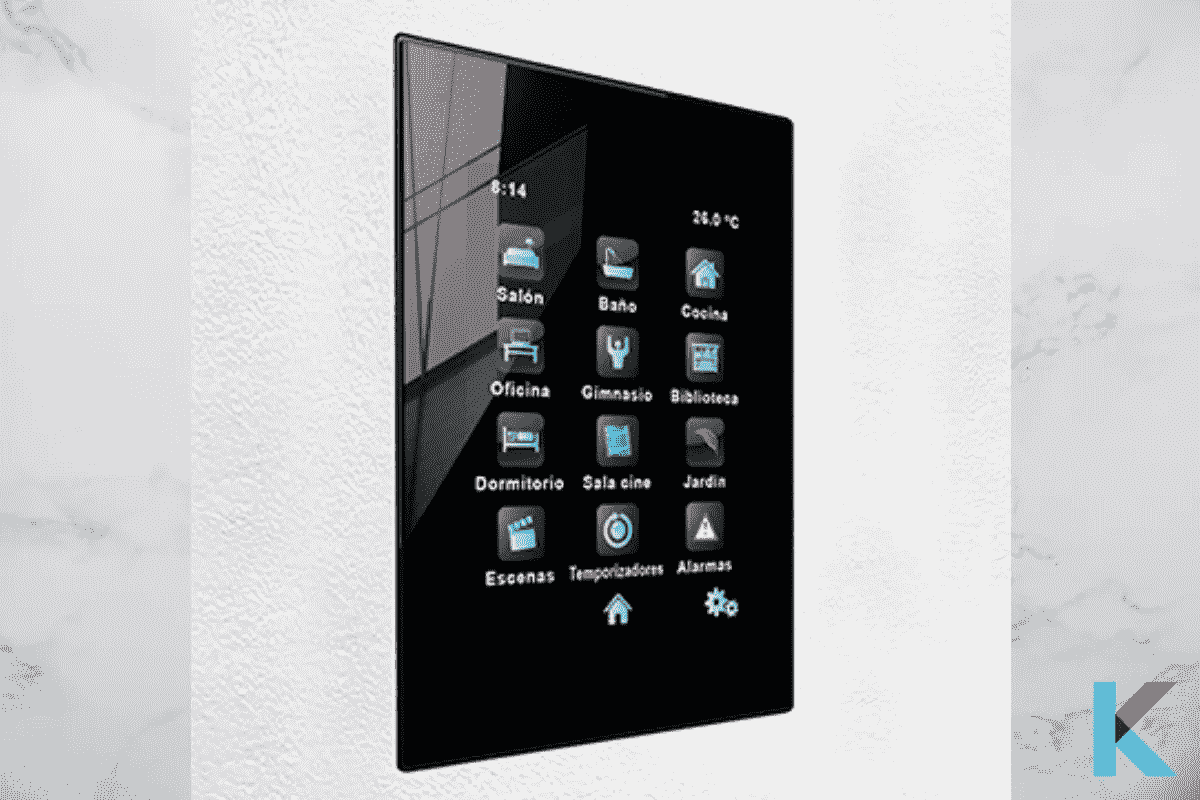 8:14
26.0 °C
Salón Baño Cocina
Oficina Gimnasio Biblioteca
Dormitorio Sala cine Jardín
Escenas Temporizadores Alarmas
K